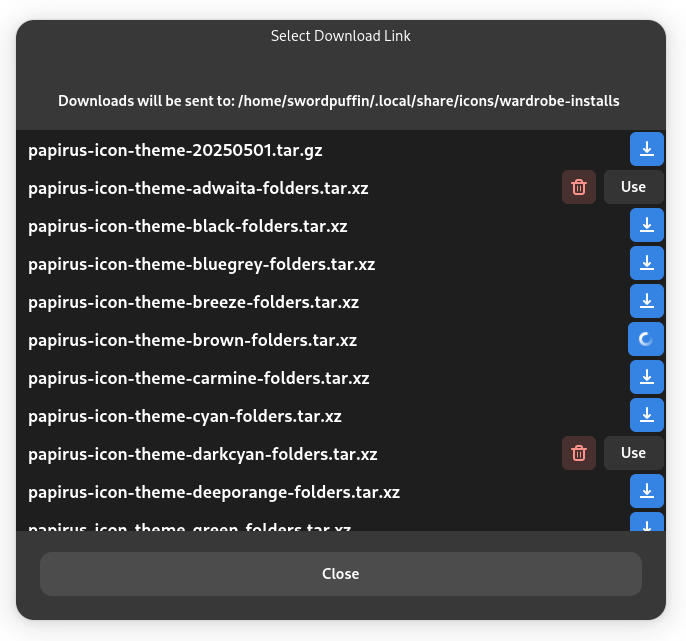 Select Download Link
Downloads will be sent to: /home/swordpuffin/.local/share/icons/wardrobe-installs
papirus-icon-theme-20250501.tar.gz
papirus-icon-theme-adwaita-folders.tar.xz Use
papirus-icon-theme-black-folders.tar.xz
papirus-icon-theme-bluegrey-folders.tar.xz
papirus-icon-theme-breeze-folders.tar.xz
papirus-icon-theme-brown-folders.tar.xz
papirus-icon-theme-carmine-folders.tar.xz
papirus-icon-theme-cyan-folders.tar.xz
papirus-icon-theme-darkcyan-folders.tar.xz Use
papirus-icon-theme-deeporange-folders.tar.xz
papirus-icon-theme-green-folders.tar.xz
Close